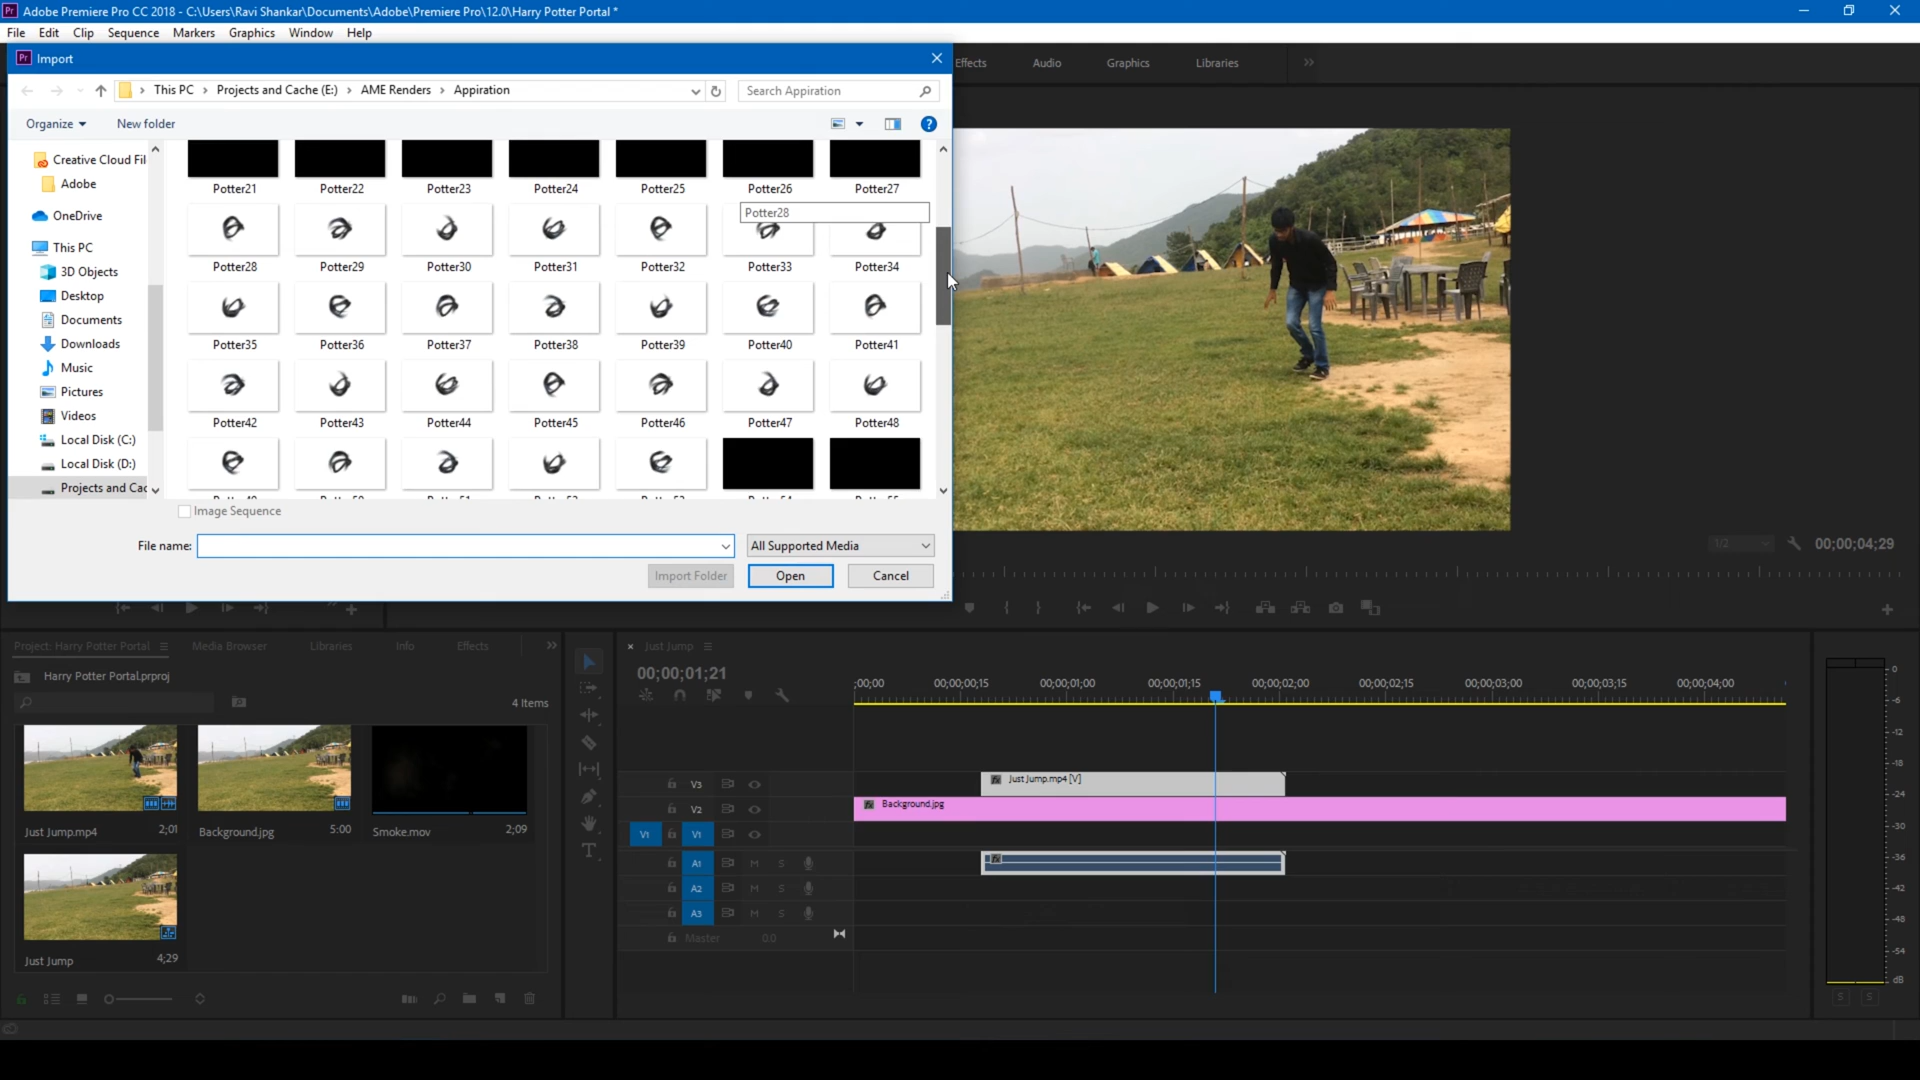 Adobe Premiere Pro CC 2018 - C:\Users\Ravi Shankar\Documents\Adobe\Premiere Pro\12.0\Harry Potter Portal *
File Edit Clip Sequence Markers Graphics Window Help
Import
Effects Audio Graphics Libraries
This PC Projects and Cache (E:) AME Renders Appiration
Search Appiration
Organize New folder
Creative Cloud Fil
Adobe
OneDrive
This PC
3D Objects
Desktop
Documents
Downloads
Music
Pictures
Videos
Local Disk (C:)
Local Disk (D:)
Projects and Cac
Potter21 Potter22 Potter23 Potter24 Potter25 Potter26 Potter27
Potter28
Potter28 Potter29 Potter30 Potter31 Potter32 Potter33 Potter34
Potter35 Potter36 Potter37 Potter38 Potter39 Potter40 Potter41
Potter42 Potter43 Potter44 Potter45 Potter46 Potter47 Potter48
Image Sequence
File name: All Supported Media
Import Folder Open Cancel
1/2 00;00;04;29
Project: Harry Potter Portal Media Browser Libraries Info Effects
Harry Potter Portal.prproj
4 Items
Just Jump.mp4 2;01
Background.jpg 5:00
Smoke.mov 2;09
Just Jump 4;29
Just Jump
00;00;01;21
;00;00 00;00;00;15 00;00;01;00 00;00;01;15 00;00;02;00 00;00;02;15 00;00;03;00 00;00;03;15 00;00;04;00
V3 Just Jump.mp4 [V]
V2 Background.jpg
V1 V1
A1 M S
A2 M S
A3 M S
Master 0.0
0
-6
-12
-18
-24
-30
-36
-42
-48
-54
dB
S S